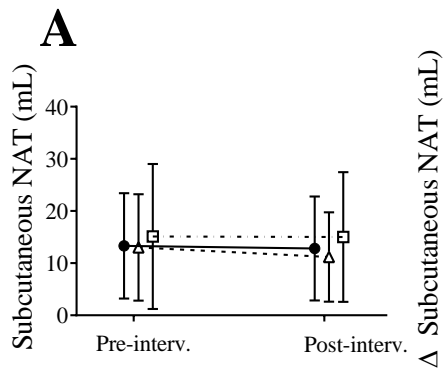 A
Subcutaneous NAT (mL)
40
30
20
10
0
Pre-interv.
Post-interv.
Δ Subcutaneous NAT (mL)